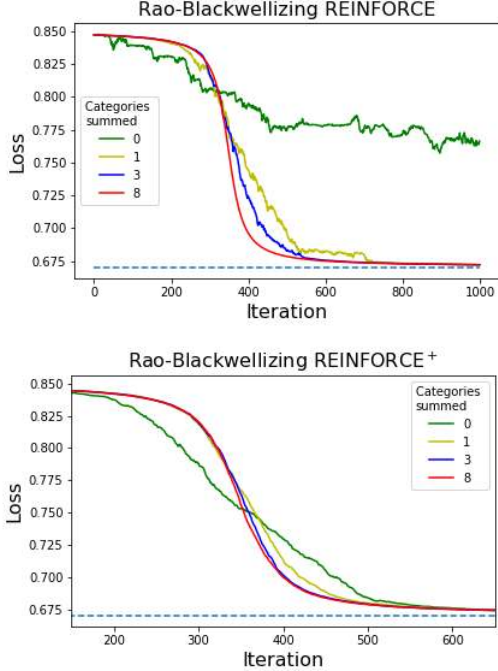 Rao-Blackwellizing REINFORCE
0.850
0.825
0.800
0.775
0.750
0.725
0.700
0.675
Loss
Categories
summed
0
1
3
8
0 200 400 600 800 1000
Iteration
Rao-Blackwellizing REINFORCE+
0.850
0.825
0.800
0.775
0.750
0.725
0.700
0.675
Loss
Categories
summed
0
1
3
8
200 300 400 500 600
Iteration